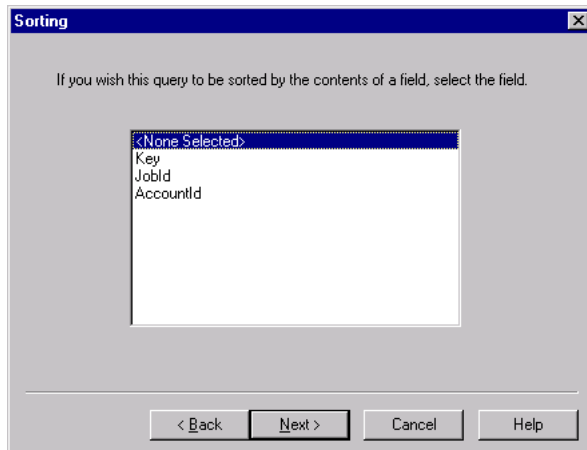 Sorting
If you wish this query to be sorted by the contents of a field, select the field.
<None Selected>
Key
JobId
AccountId
< Back Next > Cancel Help